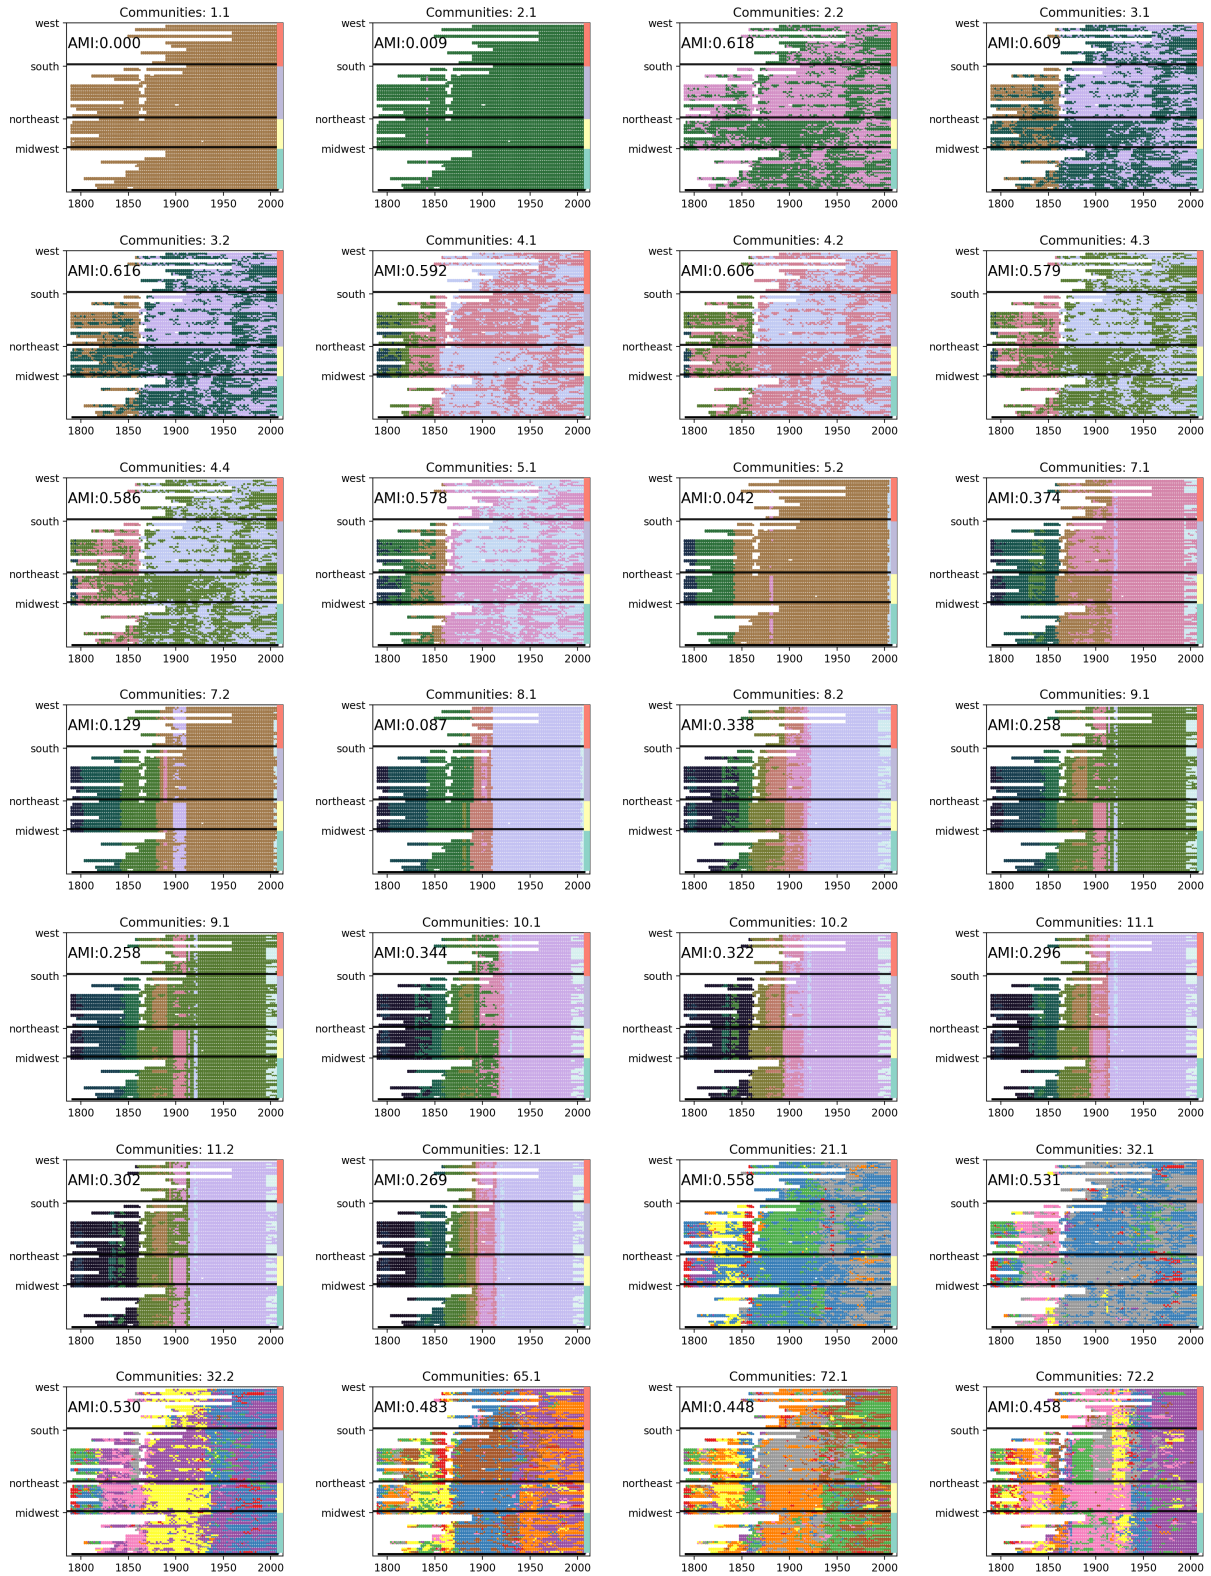 Communities: 1.1 Communities: 2.1 Communities: 2.2 Communities: 3.1
west west west west
AMI:0.000 AMI:0.009 AMI:0.618 AMI:0.609
south south south south
northeast northeast northeast northeast
midwest midwest midwest midwest
1800 1850 1900 1950 2000 1800 1850 1900 1950 2000 1800 1850 1900 1950 2000 1800 1850 1900 1950 2000
Communities: 3.2 Communities: 4.1 Communities: 4.2 Communities: 4.3
west west west west
AMI:0.616 AMI:0.592 AMI:0.606 AMI:0.579
south south south south
northeast northeast northeast northeast
midwest midwest midwest midwest
1800 1850 1900 1950 2000 1800 1850 1900 1950 2000 1800 1850 1900 1950 2000 1800 1850 1900 1950 2000
Communities: 4.4 Communities: 5.1 Communities: 5.2 Communities: 7.1
west west west west
AMI:0.586 AMI:0.578 AMI:0.042 AMI:0.374
south south south south
northeast northeast northeast northeast
midwest midwest midwest midwest
1800 1850 1900 1950 2000 1800 1850 1900 1950 2000 1800 1850 1900 1950 2000 1800 1850 1900 1950 2000
Communities: 7.2 Communities: 8.1 Communities: 8.2 Communities: 9.1
west west west west
AMI:0.129 AMI:0.087 AMI:0.338 AMI:0.258
south south south south
northeast northeast northeast northeast
midwest midwest midwest midwest
1800 1850 1900 1950 2000 1800 1850 1900 1950 2000 1800 1850 1900 1950 2000 1800 1850 1900 1950 2000
Communities: 9.1 Communities: 10.1 Communities: 10.2 Communities: 11.1
west west west west
AMI:0.258 AMI:0.344 AMI:0.322 AMI:0.296
south south south south
northeast northeast northeast northeast
midwest midwest midwest midwest
1800 1850 1900 1950 2000 1800 1850 1900 1950 2000 1800 1850 1900 1950 2000 1800 1850 1900 1950 2000
Communities: 11.2 Communities: 12.1 Communities: 21.1 Communities: 32.1
west west west west
AMI:0.302 AMI:0.269 AMI:0.558 AMI:0.531
south south south south
northeast northeast northeast northeast
midwest midwest midwest midwest
1800 1850 1900 1950 2000 1800 1850 1900 1950 2000 1800 1850 1900 1950 2000 1800 1850 1900 1950 2000
Communities: 32.2 Communities: 65.1 Communities: 72.1 Communities: 72.2
west west west west
AMI:0.530 AMI:0.483 AMI:0.448 AMI:0.458
south south south south
northeast northeast northeast northeast
midwest midwest midwest midwest
1800 1850 1900 1950 2000 1800 1850 1900 1950 2000 1800 1850 1900 1950 2000 1800 1850 1900 1950 2000